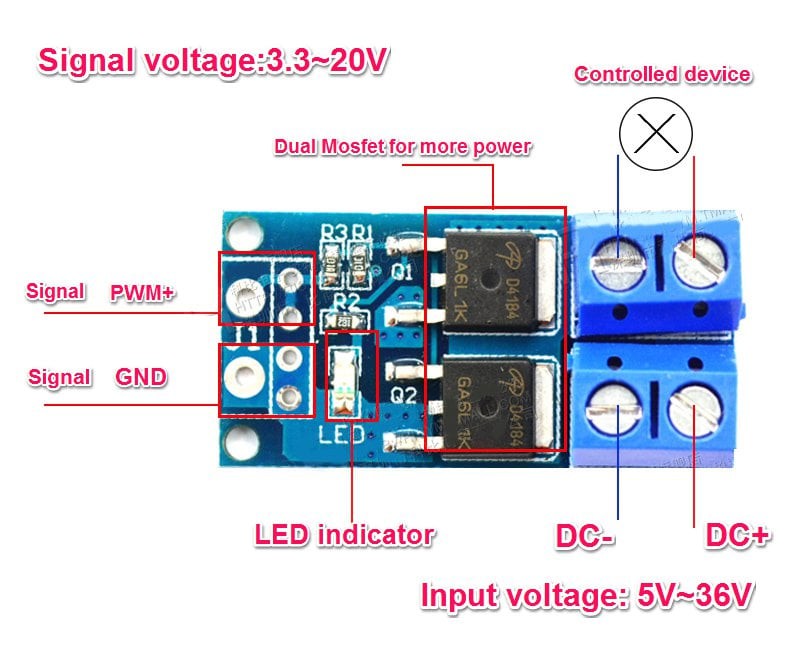 Signal voltage:3.3~20V
Controlled device
Dual Mosfet for more power
R3 R1
Q1
GA6L 1K
D4184
Signal PWM+
R2
Signal GND
Q2
GA6L 1K
D4184
LED
LED indicator
DC-
DC+
Input voltage: 5V~36V